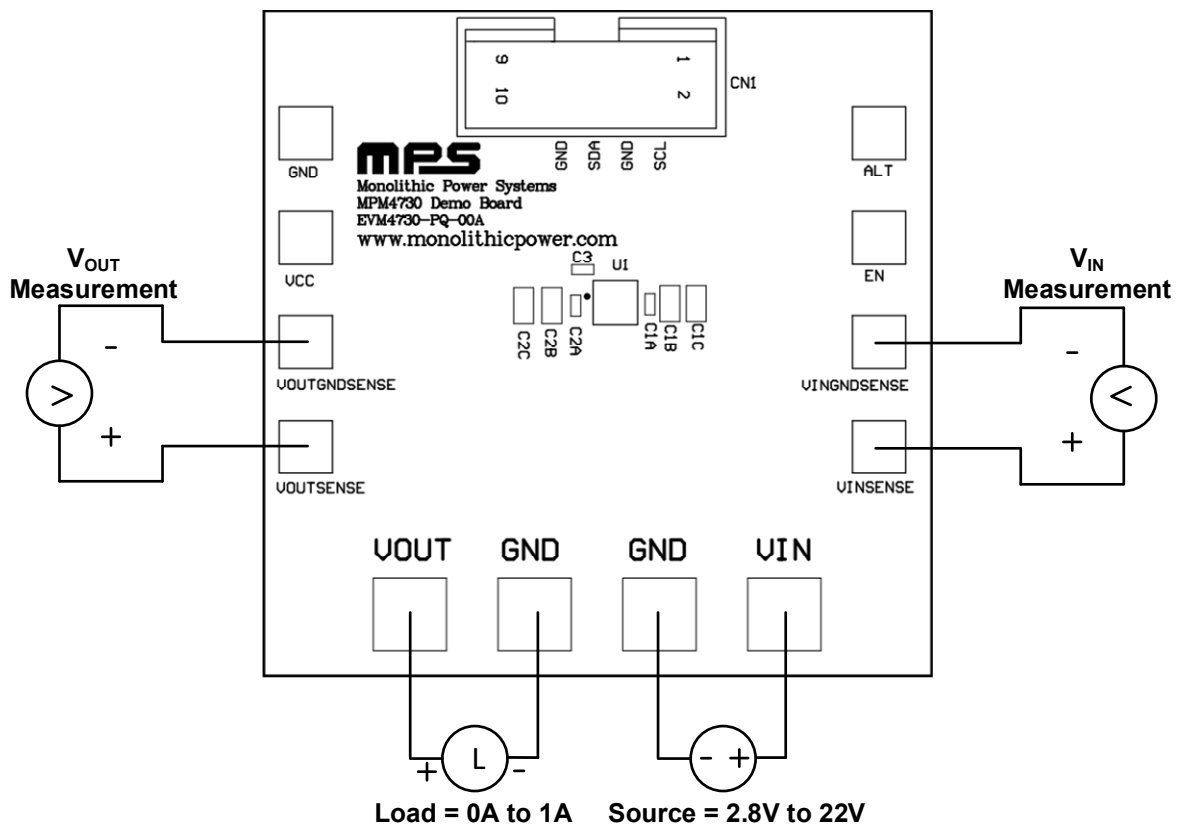 9
1
10
2
CN1
GND
SDA
GND
SCL
GND
ALT
MPS
Monolithic Power Systems
MPM4730 Demo Board
EVM4730-PQ-00A
www.monolithicpower.com
VCC
EN
C3
U1
C2C
C2B
C2A
C1A
C1B
C1C
VOUT
Measurement
-
>
+
VIN
Measurement
-
<
+
VOUTGNDSENSE
VINGNDSENSE
VOUTSENSE
VINSENSE
VOUT GND GND VIN
+ L -
- +
Load = 0A to 1A
Source = 2.8V to 22V